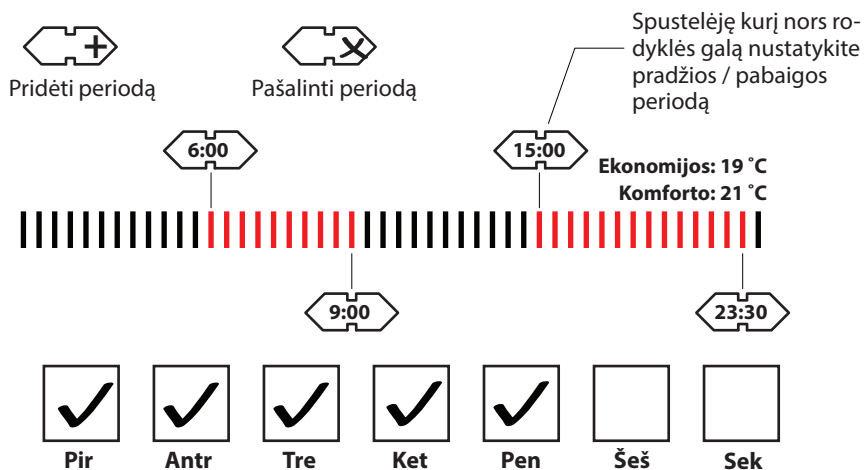 Pridėti periodą
Pašalinti periodą
Spustelėję kurį nors ro-
dyklės galą nustatykite
pradžios / pabaigos
periodą
6:00
15:00
Ekonomijos: 19 ˚C
Komforto: 21 ˚C
9:00
23:30
Pir Antr Tre Ket Pen Šeš Sek